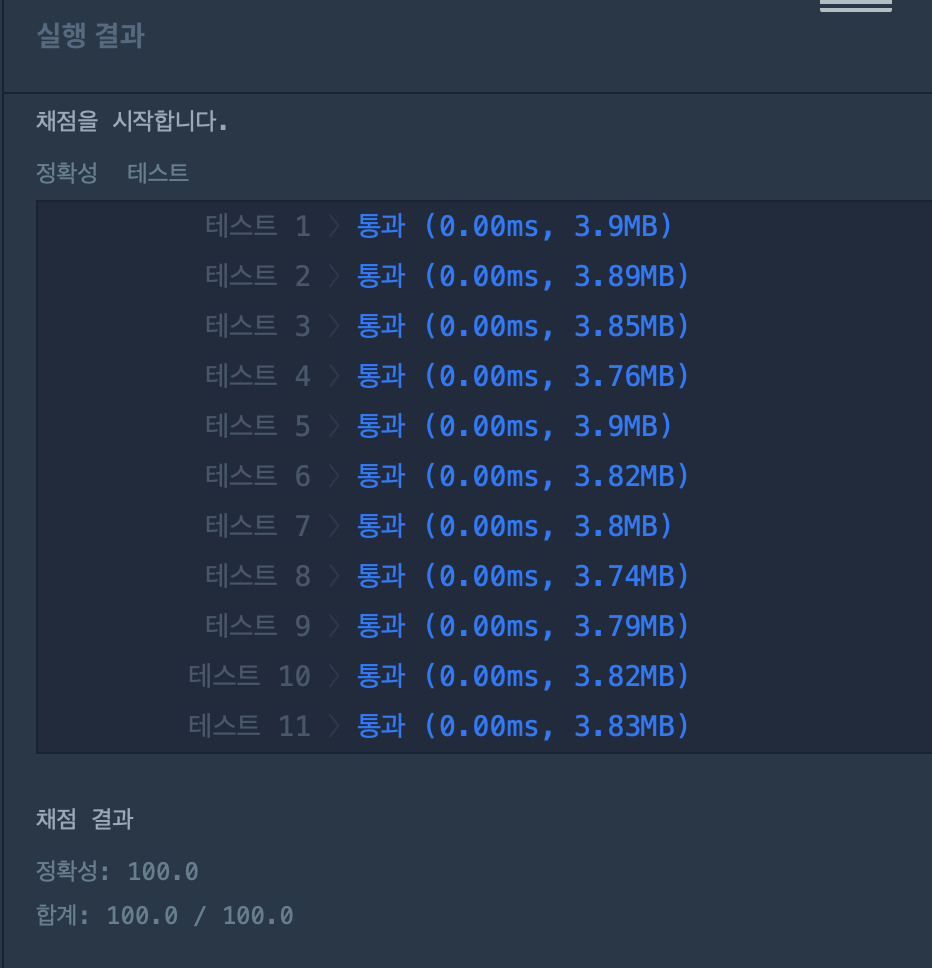 실행 결과
채점을 시작합니다.
정확성 테스트
테스트 1 〉 통과 (0.00ms, 3.9MB)
테스트 2 〉 통과 (0.00ms, 3.89MB)
테스트 3 〉 통과 (0.00ms, 3.85MB)
테스트 4 〉 통과 (0.00ms, 3.76MB)
테스트 5 〉 통과 (0.00ms, 3.9MB)
테스트 6 〉 통과 (0.00ms, 3.82MB)
테스트 7 〉 통과 (0.00ms, 3.8MB)
테스트 8 〉 통과 (0.00ms, 3.74MB)
테스트 9 〉 통과 (0.00ms, 3.79MB)
테스트 10 〉 통과 (0.00ms, 3.82MB)
테스트 11 〉 통과 (0.00ms, 3.83MB)
채점 결과
정확성: 100.0
합계: 100.0 / 100.0